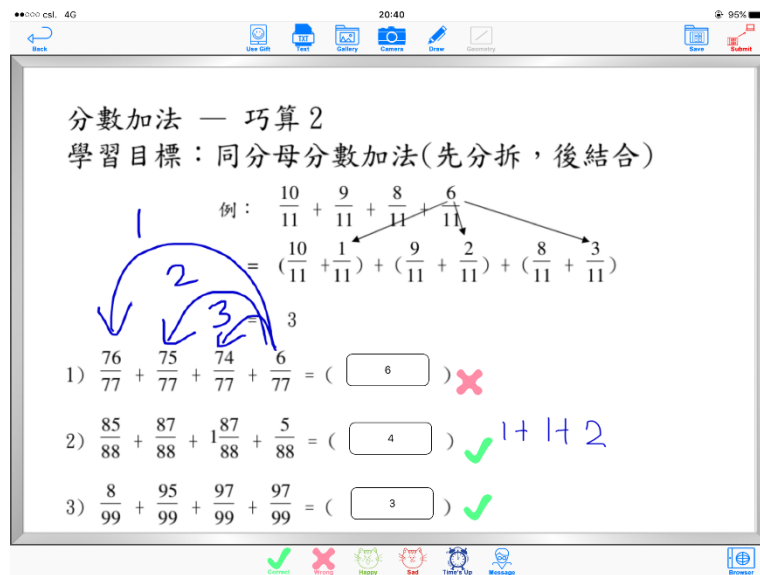 ●●○○○ csl. 4G 20:40 95%
Back Use Gift Text TXT Gallery Camera Draw Geometry Save Submit
分數加法 — 巧算 2
學習目標：同分母分數加法(先分拆，後結合)
例： 10/11 + 9/11 + 8/11 + 6/11
= (10/11 + 1/11) + (9/11 + 2/11) + (8/11 + 3/11)
= 3
1 2 3
1) 76/77 + 75/77 + 74/77 + 6/77 = ( 6 )
2) 85/88 + 87/88 + 1 87/88 + 5/88 = ( 4 ) 1+1+2
3) 8/99 + 95/99 + 97/99 + 97/99 = ( 3 )
Correct Wrong Happy Sad Time's Up Message Browser